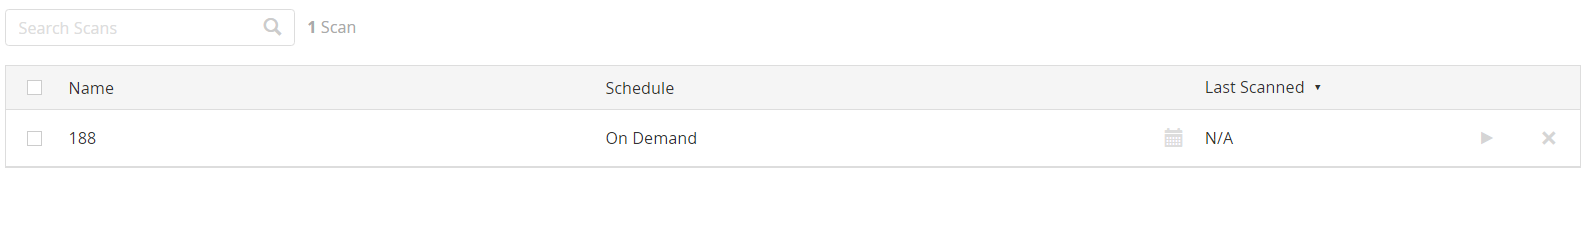 Search Scans 1 Scan
Name Schedule Last Scanned
188 On Demand N/A